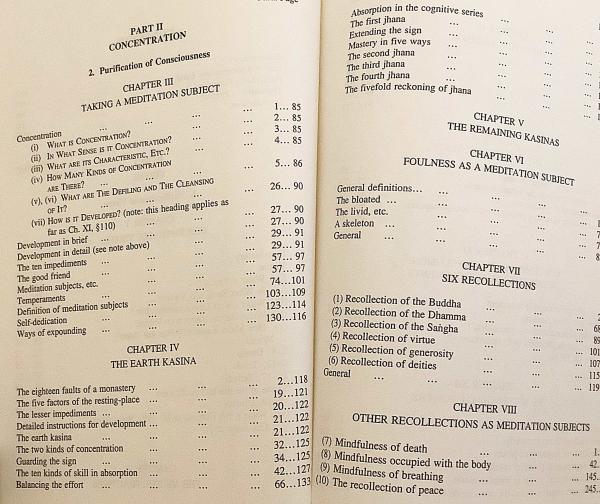 PART II
CONCENTRATION
2. Purification of Consciousness
CHAPTER III
TAKING A MEDITATION SUBJECT
Concentration ... ... ... 1... 85
(i) WHAT IS CONCENTRATION? ... ... 2... 85
(ii) IN WHAT SENSE IS IT CONCENTRATION? ... ... 3... 85
(iii) WHAT ARE ITS CHARACTERISTIC, ETC.? ... ... 4... 85
(iv) HOW MANY KINDS OF CONCENTRATION
ARE THERE? ... ... ... 5... 86
(v), (vi) WHAT ARE THE DEFILING AND THE CLEANSING
OF IT? ... ... ... 26... 90
(vii) HOW IS IT DEVELOPED? (note: this heading applies as
far as Ch. XI, §110) ... ... 27... 90
Development in brief ... ... ... 27... 90
Development in detail (see note above) ... ... 29... 91
The ten impediments ... ... ... 29... 91
The good friend ... ... ... 57... 97
Meditation subjects, etc. ... ... ... 57... 97
Temperaments ... ... ... 74...101
Definition of meditation subjects ... ... 103...109
Self-dedication ... ... ... 123...114
Ways of expounding ... ... ... 130...116
CHAPTER IV
THE EARTH KASINA
The eighteen faults of a monastery ... ... ... 2...118
The five factors of the resting-place ... ... ... 19...121
The lesser impediments ... ... ... ... 20...122
Detailed instructions for development ... ... ... 21...122
The earth kasina ... ... ... 21...122
The two kinds of concentration ... ... ... 32...125
Guarding the sign ... ... ... 34...125
The ten kinds of skill in absorption ... ... ... 42...127
Balancing the effort ... ... ... 66...133
Absorption in the cognitive series ...
The first jhana ... ... ...
Extending the sign ... ... ...
Mastery in five ways ... ... ...
The second jhana ... ... ...
The third jhana ... ... ...
The fourth jhana ... ... ...
The fivefold reckoning of jhana ... ...
CHAPTER V
THE REMAINING KASINAS
CHAPTER VI
FOULNESS AS A MEDITATION SUBJECT
General definitions... ... ...
The bloated ... ... ...
The livid, etc. ... ... ...
A skeleton ... ... ...
General ... ... ...
CHAPTER VII
SIX RECOLLECTIONS
(1) Recollection of the Buddha ... ...
(2) Recollection of the Dhamma ... ...
(3) Recollection of the Saṅgha ... ... 68
(4) Recollection of virtue ... ... 89
(5) Recollection of generosity ... ... 101
(6) Recollection of deities ... ... 107
General ... ... ... 115
119
CHAPTER VIII
OTHER RECOLLECTIONS AS MEDITATION SUBJECTS
(7) Mindfulness of death ... ... ... 1.
(8) Mindfulness occupied with the body ... ... 42.
(9) Mindfulness of breathing ... ... 145..
(10) The recollection of peace ... ... 245..